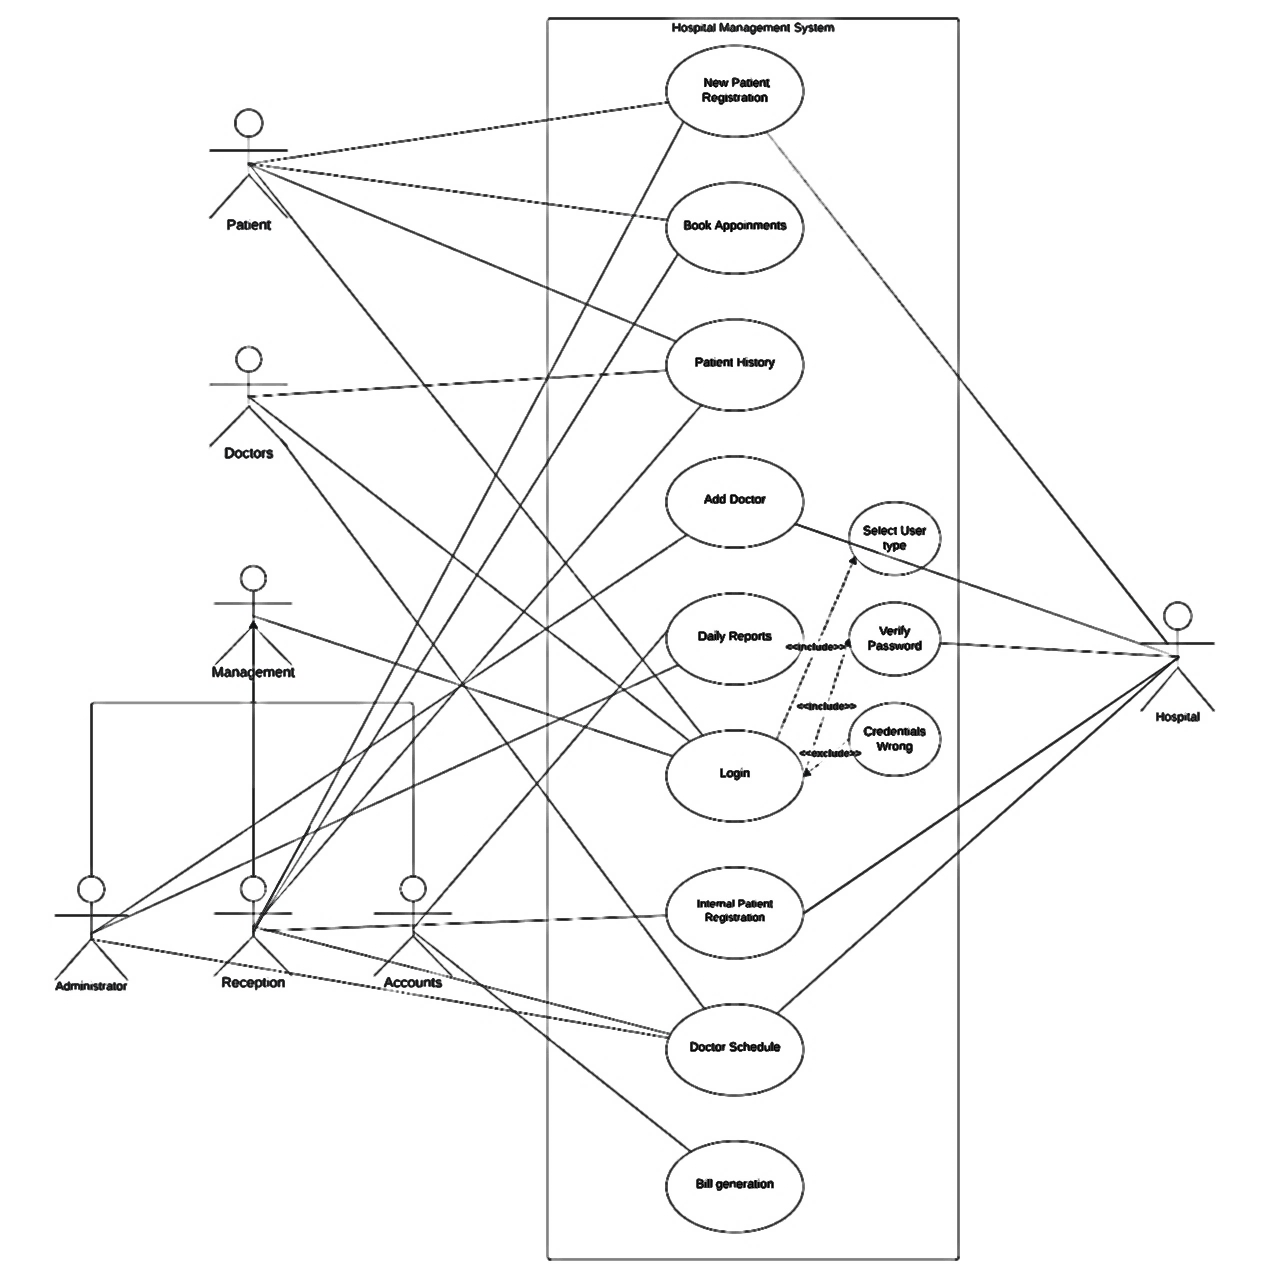 Hospital Management System
New Patient
Registration
Patient
Book Appoinments
Patient History
Doctors
Add Doctor
Select User
type
Daily Reports
<<include>>
Verify
Password
Management
<<include>>
Credentials
Wrong
<<exclude>>
Login
Hospital
Internal Patient
Registration
Administrator
Reception
Accounts
Doctor Schedule
Bill generation